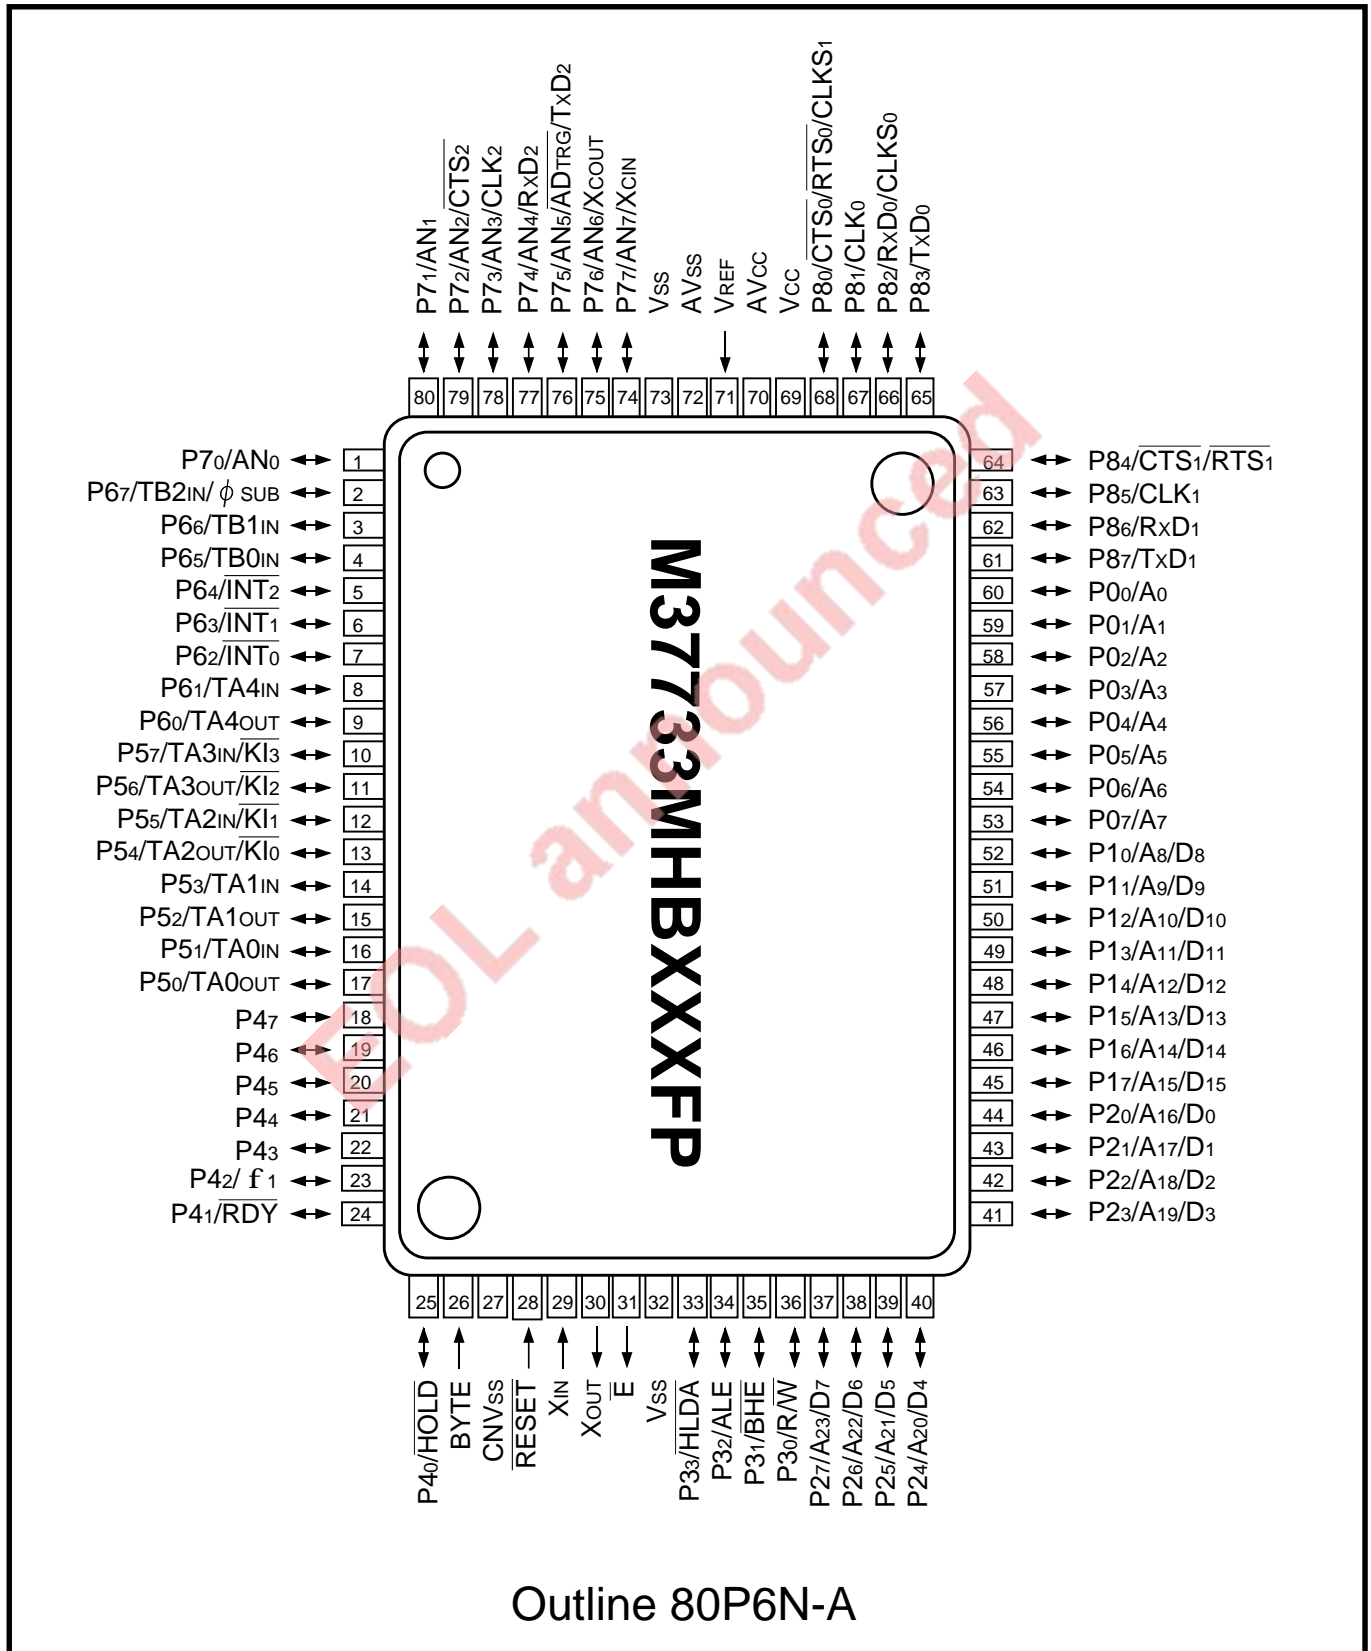 P71/AN1
P72/AN2/CTS2
P73/AN3/CLK2
P74/AN4/RXD2
P75/AN5/ADTRG/TXD2
P76/AN6/XCOUT
P77/AN7/XCIN
VSS
AVSS
VREF
AVCC
VCC
P80/CTS0/RTS0/CLKS1
P81/CLK0
P82/RXD0/CLKS0
P83/TXD0
80 79 78 77 76 75 74 73 72 71 70 69 68 67 66 65
P70/AN0 1
P67/TB2IN/ϕ SUB 2
P66/TB1IN 3
P65/TB0IN 4
P64/INT2 5
P63/INT1 6
P62/INT0 7
P61/TA4IN 8
P60/TA4OUT 9
P57/TA3IN/KI3 10
P56/TA3OUT/KI2 11
P55/TA2IN/KI1 12
P54/TA2OUT/KI0 13
P53/TA1IN 14
P52/TA1OUT 15
P51/TA0IN 16
P50/TA0OUT 17
P47 18
P46 19
P45 20
P44 21
P43 22
P42/ f 1 23
P41/RDY 24
M37733MHBXXXFP
EOL announced
64 P84/CTS1/RTS1
63 P85/CLK1
62 P86/RXD1
61 P87/TXD1
60 P00/A0
59 P01/A1
58 P02/A2
57 P03/A3
56 P04/A4
55 P05/A5
54 P06/A6
53 P07/A7
52 P10/A8/D8
51 P11/A9/D9
50 P12/A10/D10
49 P13/A11/D11
48 P14/A12/D12
47 P15/A13/D13
46 P16/A14/D14
45 P17/A15/D15
44 P20/A16/D0
43 P21/A17/D1
42 P22/A18/D2
41 P23/A19/D3
25 26 27 28 29 30 31 32 33 34 35 36 37 38 39 40
P40/HOLD
BYTE
CNVSS
RESET
XIN
XOUT
E
VSS
P33/HLDA
P32/ALE
P31/BHE
P30/R/W
P27/A23/D7
P26/A22/D6
P25/A21/D5
P24/A20/D4
Outline 80P6N-A